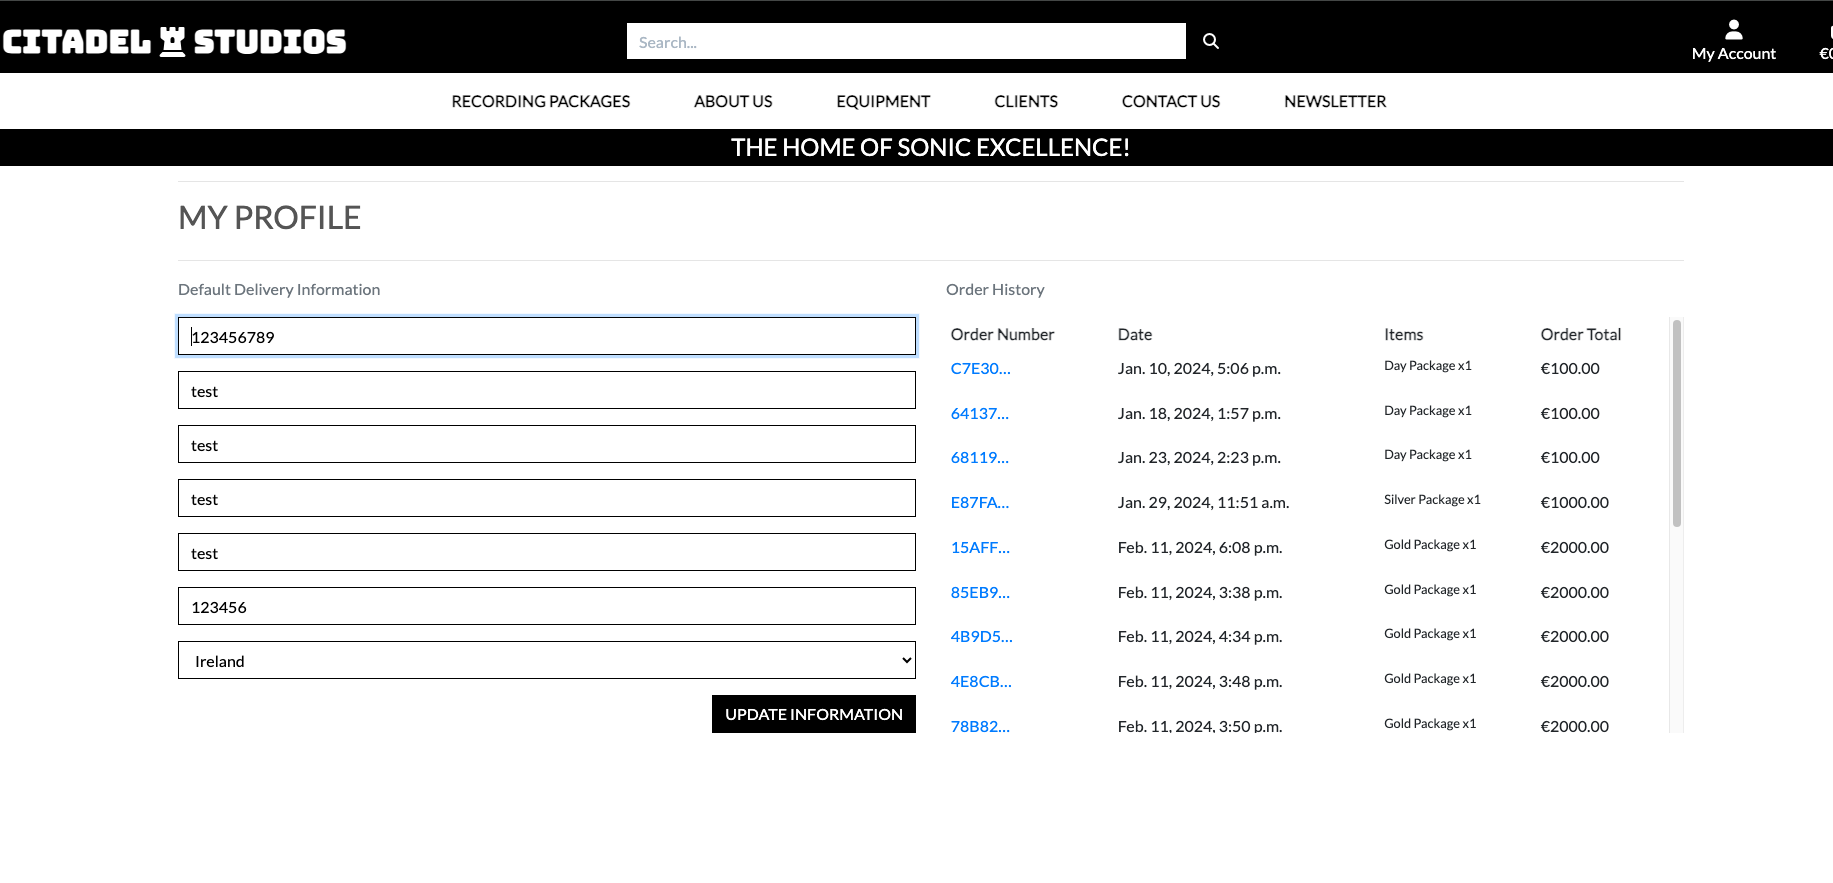 CITADEL STUDIOS
Search...
My Account
RECORDING PACKAGES ABOUT US EQUIPMENT CLIENTS CONTACT US NEWSLETTER
THE HOME OF SONIC EXCELLENCE!
MY PROFILE
Default Delivery Information
123456789
test
test
test
test
123456
Ireland
UPDATE INFORMATION
Order History
Order Number Date Items Order Total
C7E30... Jan. 10, 2024, 5:06 p.m. Day Package x1 €100.00
64137... Jan. 18, 2024, 1:57 p.m. Day Package x1 €100.00
68119... Jan. 23, 2024, 2:23 p.m. Day Package x1 €100.00
E87FA... Jan. 29, 2024, 11:51 a.m. Silver Package x1 €1000.00
15AFF... Feb. 11, 2024, 6:08 p.m. Gold Package x1 €2000.00
85EB9... Feb. 11, 2024, 3:38 p.m. Gold Package x1 €2000.00
4B9D5... Feb. 11, 2024, 4:34 p.m. Gold Package x1 €2000.00
4E8CB... Feb. 11, 2024, 3:48 p.m. Gold Package x1 €2000.00
78B82... Feb. 11, 2024, 3:50 p.m. Gold Package x1 €2000.00